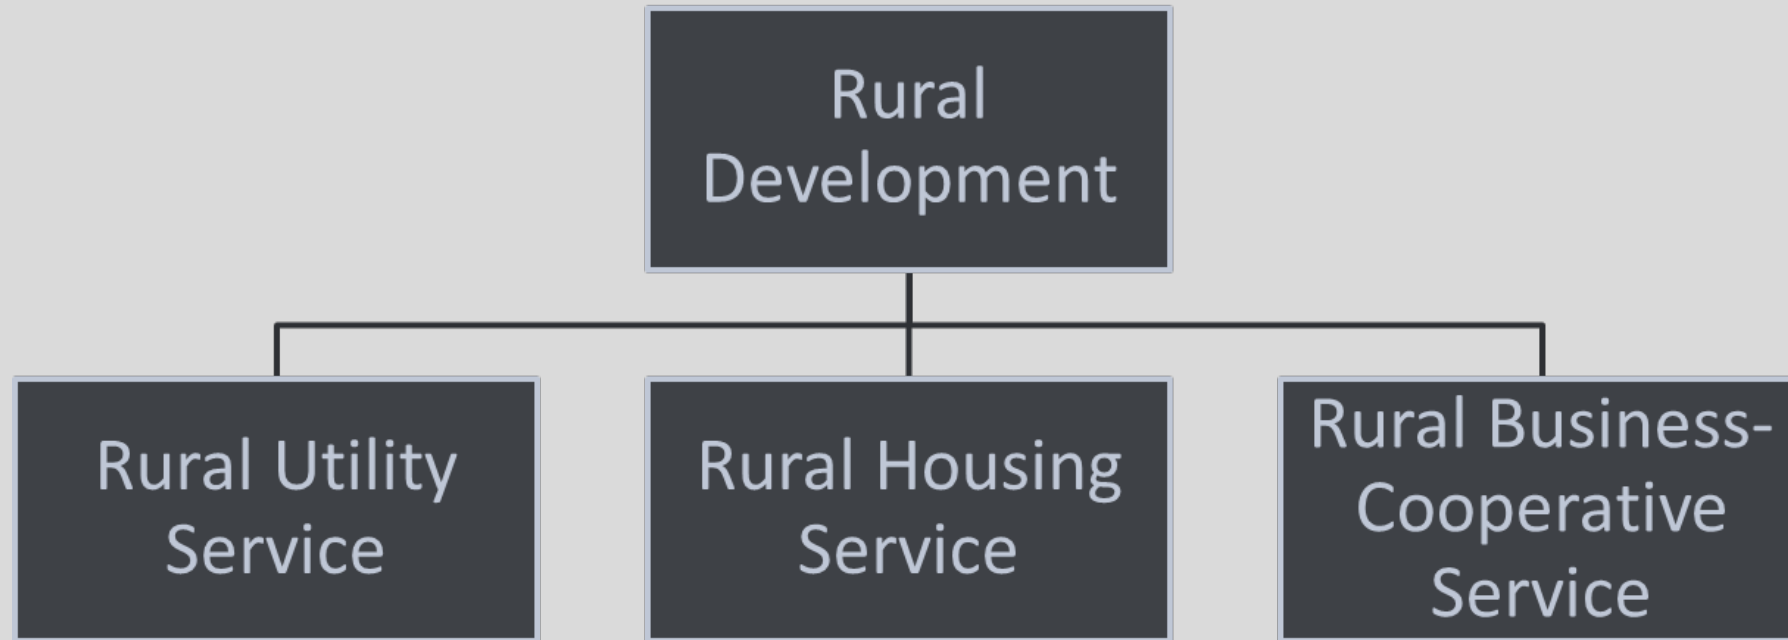 Rural
Development
Rural Utility
Service
Rural Housing
Service
Rural Business-
Cooperative
Service